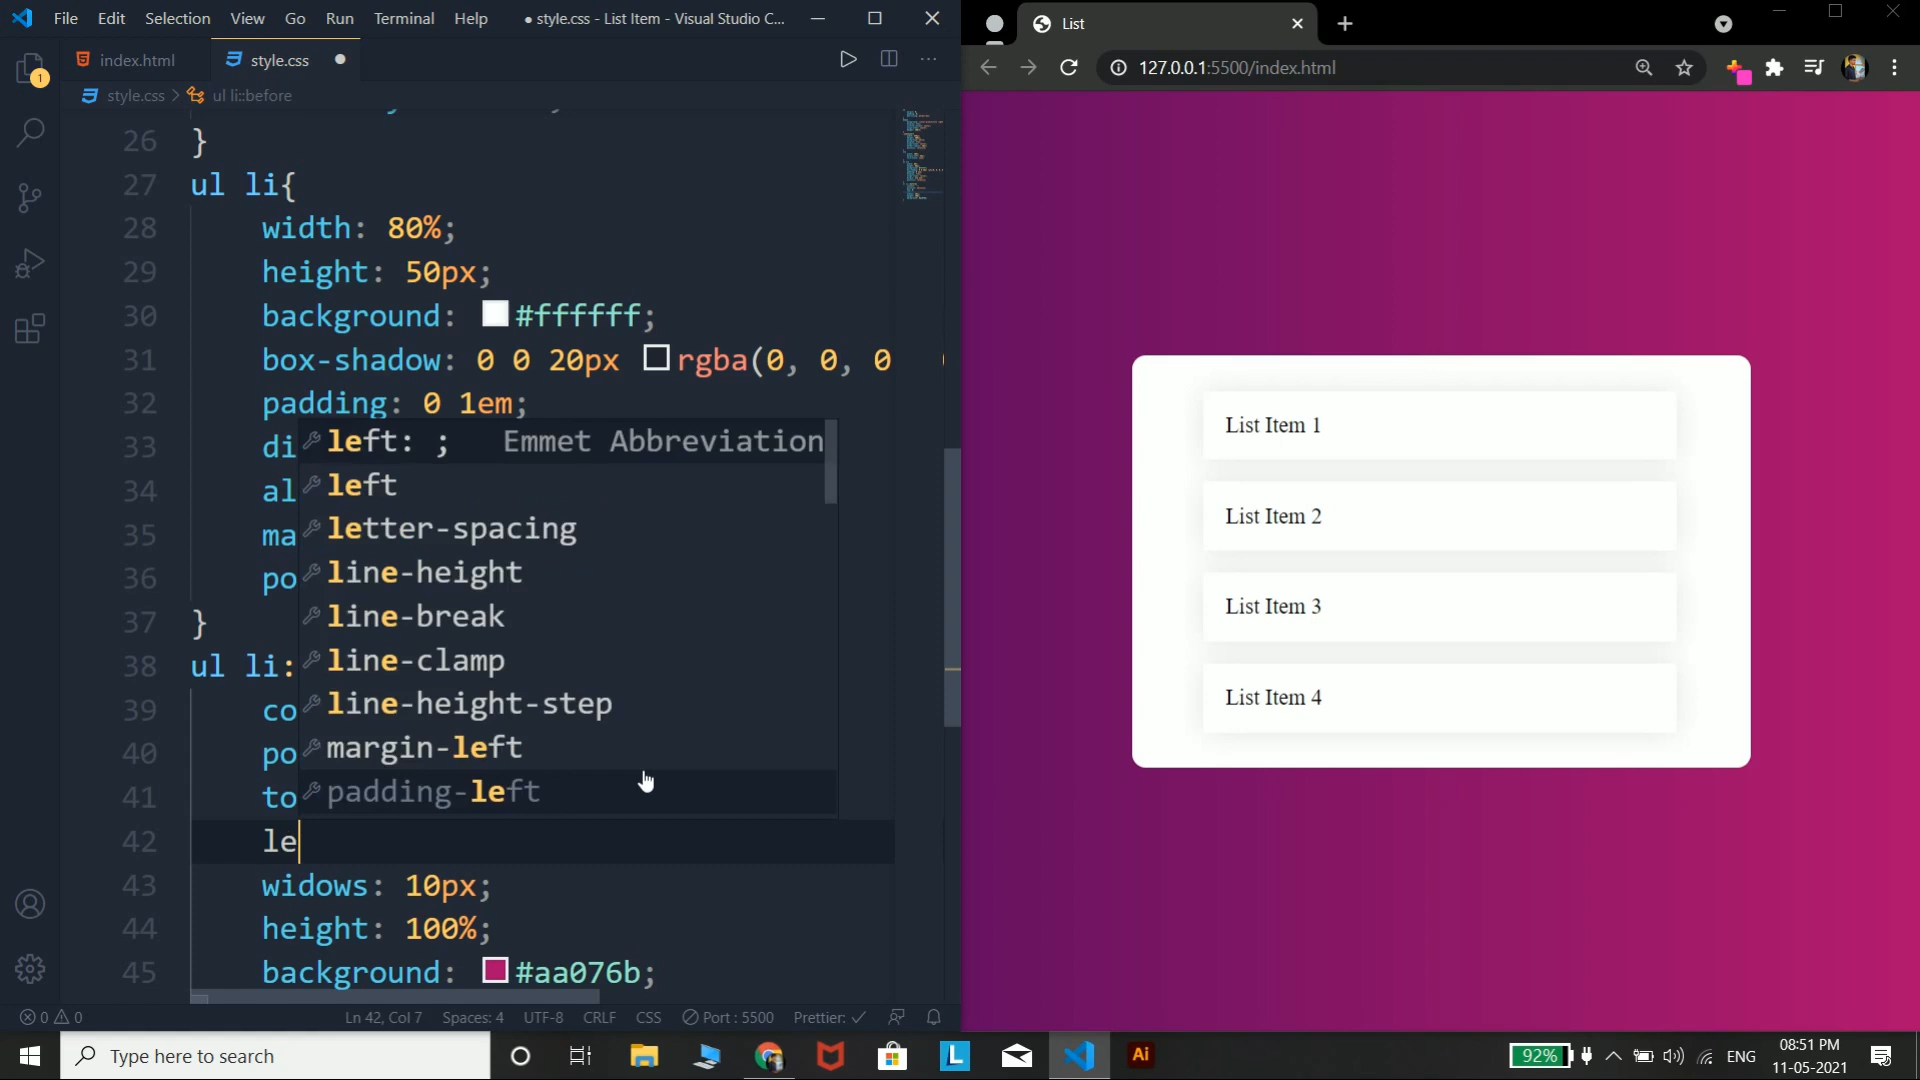 File Edit Selection View Go Run Terminal Help ● style.css - List Item - Visual Studio C...
index.html style.css
style.css > ul li::before
26 }
27 ul li{
28 width: 80%;
29 height: 50px;
30 background: #ffffff;
31 box-shadow: 0 0 20px rgba(0, 0, 0
32 padding: 0 1em;
33 di
34 al
35 ma
36 po
37 }
38 ul li:
39 co
40 po
41 to
42 le
43 widows: 10px;
44 height: 100%;
45 background: #aa076b;
left: ; Emmet Abbreviation
left
letter-spacing
line-height
line-break
line-clamp
line-height-step
margin-left
padding-left
1
0 0 Ln 42, Col 7 Spaces: 4 UTF-8 CRLF CSS Port : 5500 Prettier: ✓
List
127.0.0.1:5500/index.html
List Item 1
List Item 2
List Item 3
List Item 4
Type here to search
L
Ai
92%
ENG
08:51 PM
11-05-2021